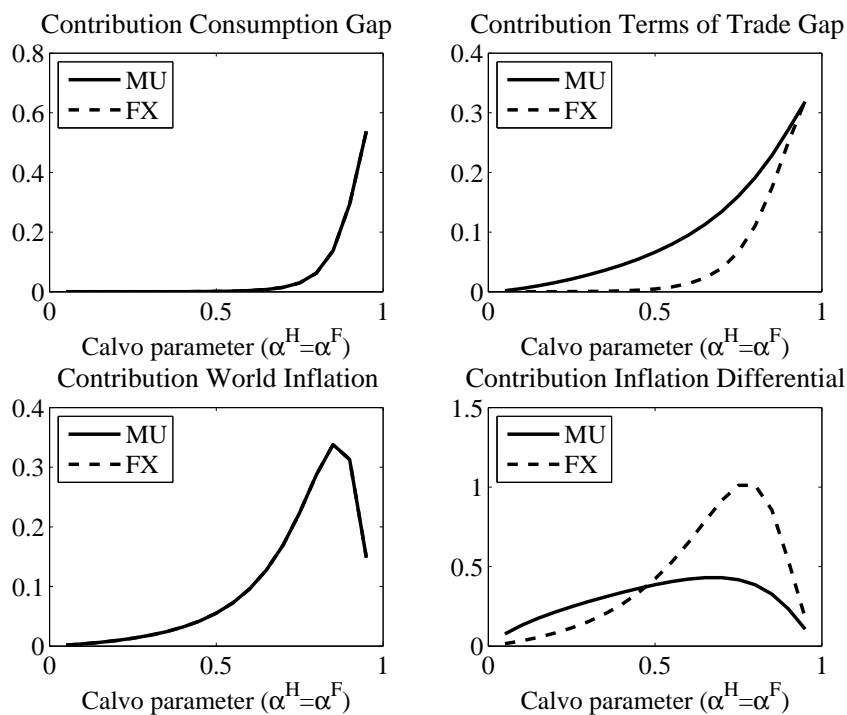 Contribution Consumption Gap
0.8
0.6
0.4
0.2
0
MU
FX
0 0.5 1
Calvo parameter (α^H=α^F)
Contribution Terms of Trade Gap
0.4
0.3
0.2
0.1
0
MU
FX
0 0.5 1
Calvo parameter (α^H=α^F)
Contribution World Inflation
0.4
0.3
0.2
0.1
0
MU
FX
0 0.5 1
Calvo parameter (α^H=α^F)
Contribution Inflation Differential
1.5
1
0.5
0
MU
FX
0 0.5 1
Calvo parameter (α^H=α^F)